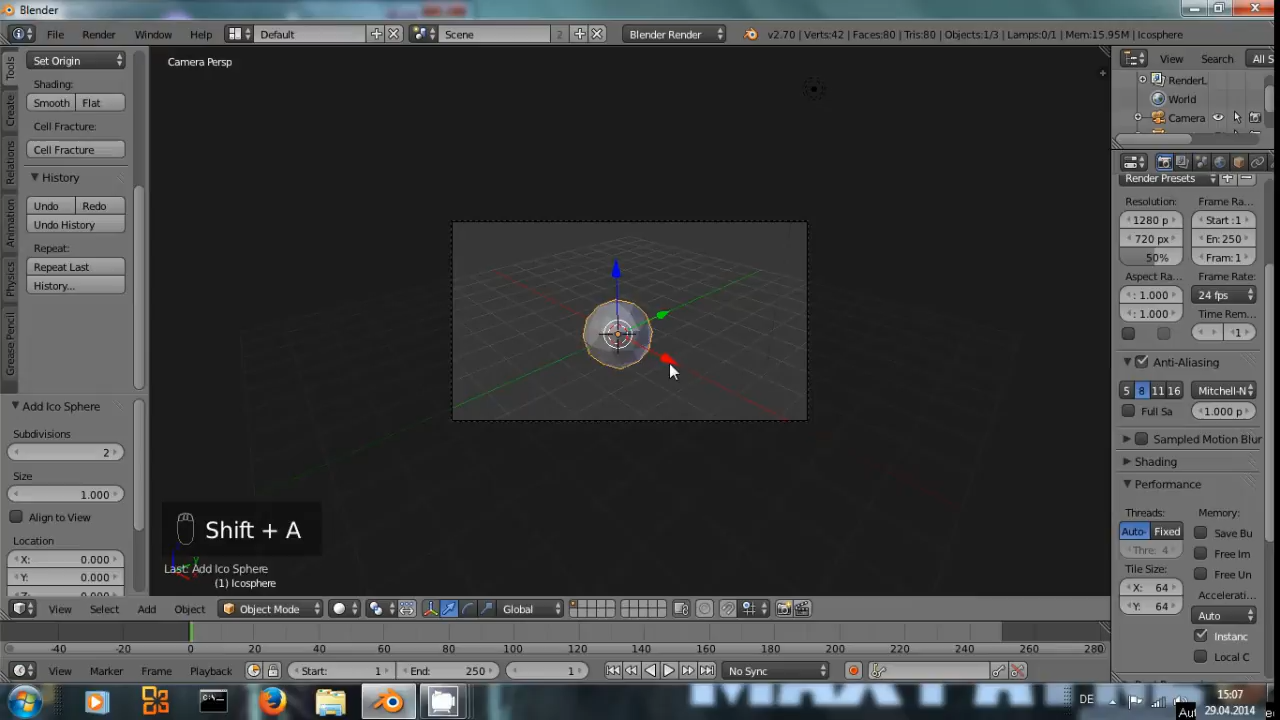 Blender
File Render Window Help Default Scene 2 Blender Render v2.70 | Verts:42 | Faces:80 | Tris:80 | Objects:1/3 | Lamps:0/1 | Mem:15.95M | Icosphere
Tools
Create
Relations
Animation
Physics
Grease Pencil
Set Origin
Shading:
Smooth Flat
Cell Fracture:
Cell Fracture
History
Undo Redo
Undo History
Repeat:
Repeat Last
History...
Add Ico Sphere
Subdivisions
2
Size
1.000
Align to View
Location
X: 0.000
Y: 0.000
Camera Persp
Shift + A
Last: Add Ico Sphere
(1) Icosphere
View Search All S
RenderL
World
Camera
Render Presets
Resolution: Frame Ra...
1280 p Start :1
720 px En: 250
50% Fram: 1
Aspect Ra... Frame Rate:
: 1.000 24 fps
: 1.000 Time Rem...
1
Anti-Aliasing
5 8 11 16 Mitchell-N
Full Sa 1.000 p
Sampled Motion Blur
Shading
Performance
Threads: Memory:
Auto- Fixed Save Bu
Thre: 4 Free Im
Tile Size: Free Un
X: 64 Accelerati...
Y: 64 Auto
Instanc
Local C
View Select Add Object Object Mode Global
-40 -20 0 20 40 60 80 100 120 140 160 180 200 220 240 260 280
View Marker Frame Playback Start: 1 End: 250 1 No Sync
DE 15:07
29.04.2014